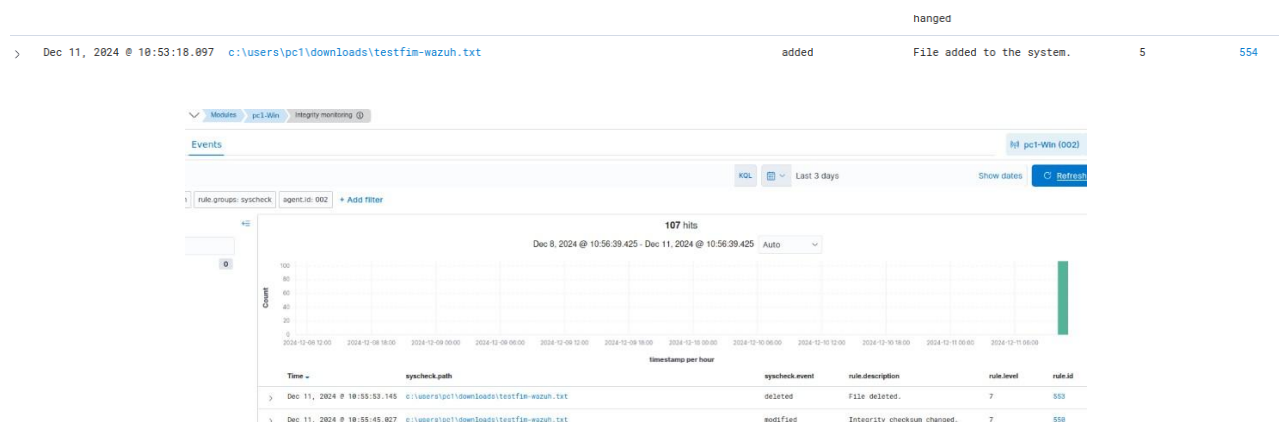 hanged
Dec 11, 2024 @ 10:53:18.097 c:\users\pc1\downloads\testfim-wazuh.txt added File added to the system. 5 554
Modules pc1-Win Integrity monitoring
Events pc1-Win (002)
KQL Last 3 days Show dates Refresh
rule.groups: syscheck agent.id: 002 + Add filter
107 hits
Dec 8, 2024 @ 10:56:39.425 - Dec 11, 2024 @ 10:56:39.425 Auto
0
100
80
60
40
20
0
Count
2024-12-08 12:00 2024-12-08 18:00 2024-12-09 00:00 2024-12-09 06:00 2024-12-09 12:00 2024-12-09 18:00 2024-12-10 00:00 2024-12-10 06:00 2024-12-10 12:00 2024-12-10 18:00 2024-12-11 00:00 2024-12-11 06:00
timestamp per hour
Time syscheck.path syscheck.event rule.description rule.level rule.id
Dec 11, 2024 @ 10:55:53.145 c:\users\pc1\downloads\testfim-wazuh.txt deleted File deleted. 7 553
Dec 11, 2024 @ 10:55:45.027 c:\users\pc1\downloads\testfim-wazuh.txt modified Integrity checksum changed. 7 550